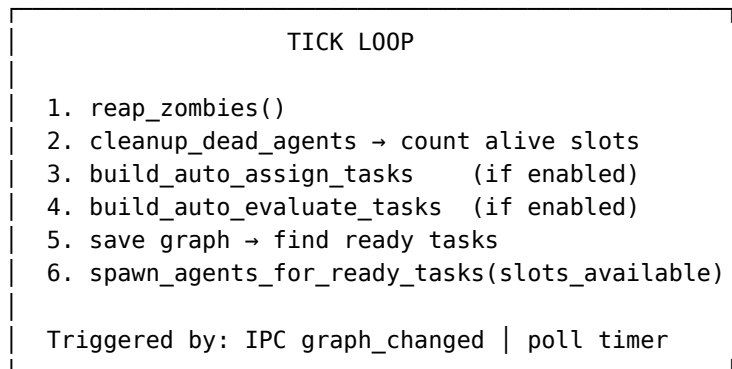 TICK LOOP
1. reap_zombies()
2. cleanup_dead_agents → count alive slots
3. build_auto_assign_tasks (if enabled)
4. build_auto_evaluate_tasks (if enabled)
5. save graph → find ready tasks
6. spawn_agents_for_ready_tasks(slots_available)
Triggered by: IPC graph_changed │ poll timer